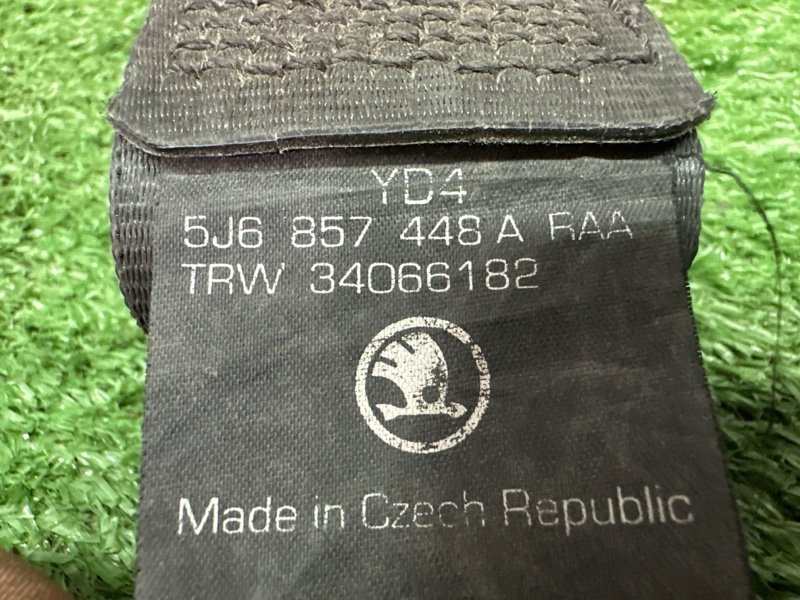 YD4
5J6 857 448 A RAA
TRW 34066182
Made in Czech Republic